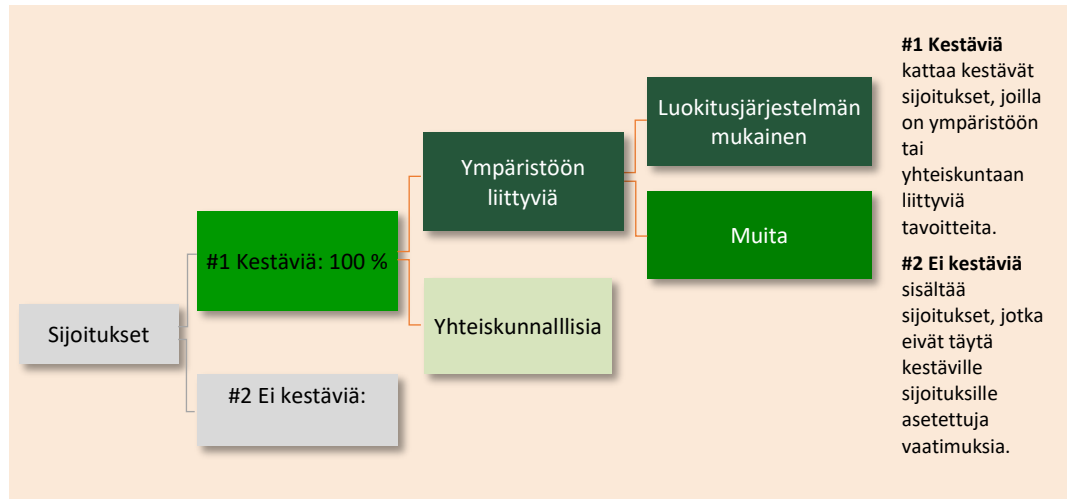 Sijoitukset
#1 Kestäviä: 100 %
#2 Ei kestäviä:
Ympäristöön
liittyviä
Yhteiskunnalllisia
Luokitusjärjestelmän
mukainen
Muita
#1 Kestäviä
kattaa kestävät
sijoitukset, joilla
on ympäristöön
tai
yhteiskuntaan
liittyviä
tavoitteita.
#2 Ei kestäviä
sisältää
sijoitukset, jotka
eivät täytä
kestäville
sijoituksille
asetettuja
vaatimuksia.